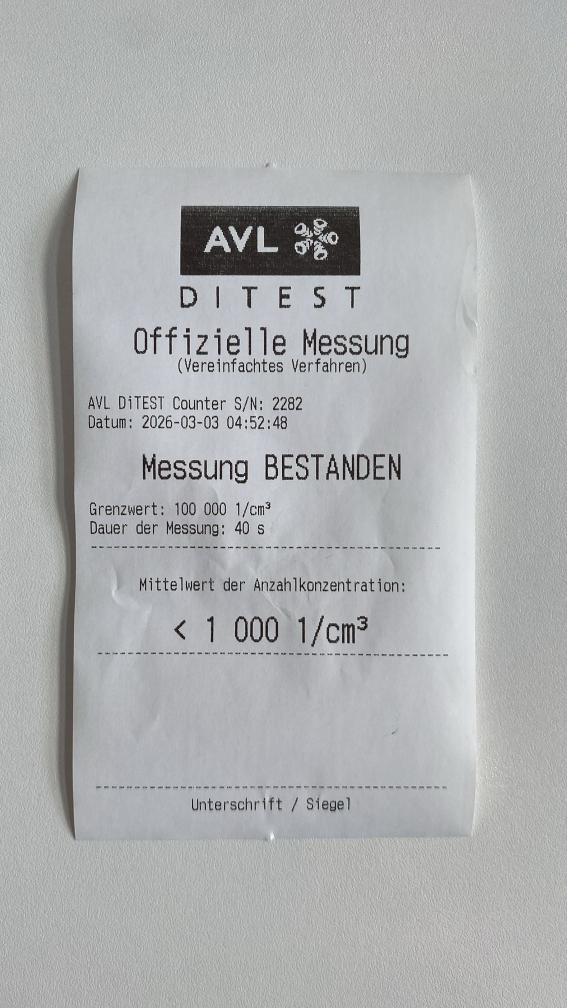 AVL
DITEST
Offizielle Messung
(Vereinfachtes Verfahren)
AVL DiTEST Counter S/N: 2282
Datum: 2026-03-03 04:52:48
Messung BESTANDEN
Grenzwert: 100 000 1/cm³
Dauer der Messung: 40 s
Mittelwert der Anzahlkonzentration:
< 1 000 1/cm³
Unterschrift / Siegel